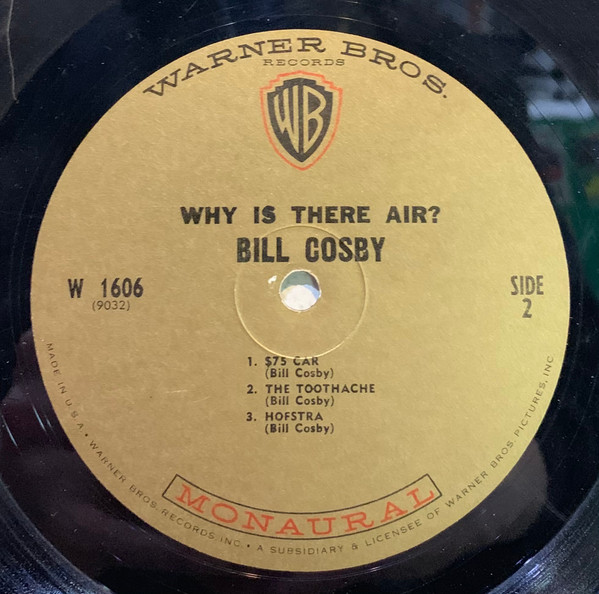 WARNER BROS.
RECORDS
WB
WHY IS THERE AIR?
BILL COSBY
W 1606
(9032)
SIDE
2
1. $75 CAR
(Bill Cosby)
2. THE TOOTHACHE
(Bill Cosby)
3. HOFSTRA
(Bill Cosby)
MONAURAL
MADE IN U.S.A. • WARNER BROS. RECORDS INC. • A SUBSIDIARY & LICENSEE OF WARNER BROS. PICTURES, INC.